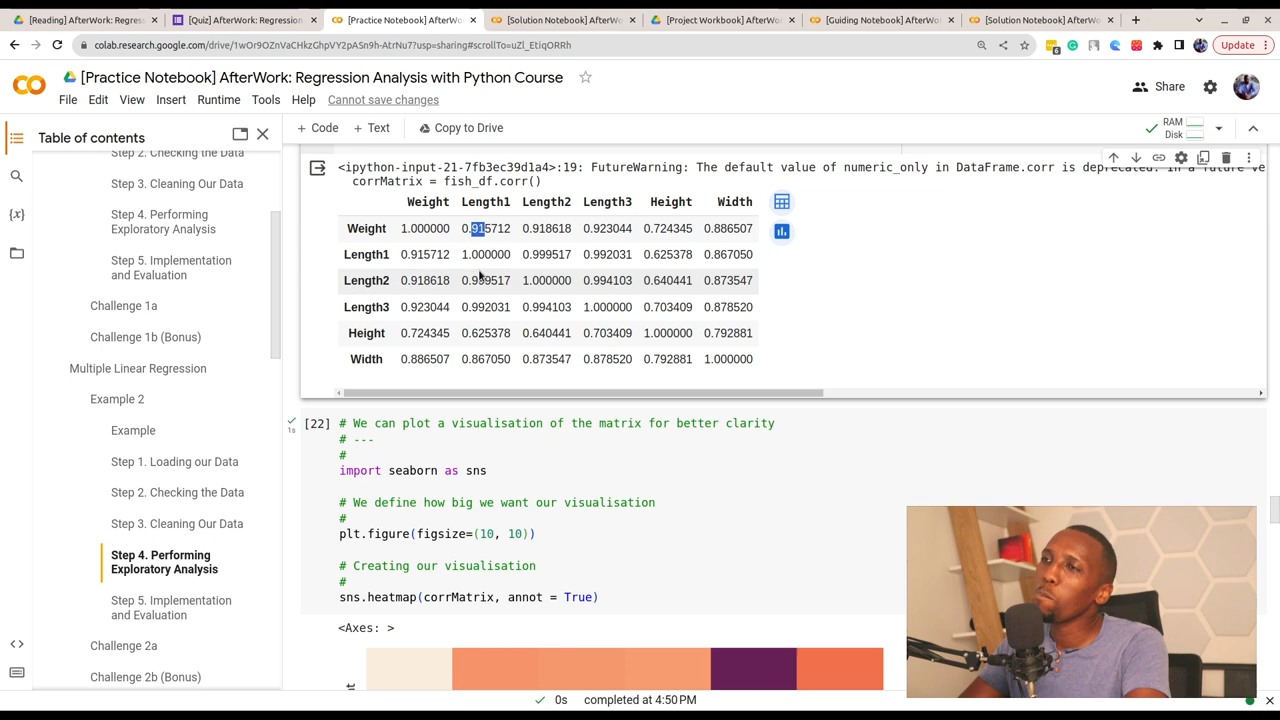 [Reading] AfterWork: Regress
[Quiz] AfterWork: Regression
[Practice Notebook] AfterWo
[Solution Notebook] AfterWo
[Project Workbook] AfterWor
[Guiding Notebook] AfterWo
[Solution Notebook] AfterWo
colab.research.google.com/drive/1wOr9OZnVaCHkzGhpVY2pASn9h-AtrNu7?usp=sharing#scrollTo=uZl_EtiqORRh
6
Update
[Practice Notebook] AfterWork: Regression Analysis with Python Course
File Edit View Insert Runtime Tools Help Cannot save changes
Share
Table of contents
+ Code + Text Copy to Drive
RAM
Disk
Step 2. Checking the Data
Step 3. Cleaning Our Data
Step 4. Performing
Exploratory Analysis
Step 5. Implementation
and Evaluation
Challenge 1a
Challenge 1b (Bonus)
Multiple Linear Regression
Example 2
Example
Step 1. Loading our Data
Step 2. Checking the Data
Step 3. Cleaning Our Data
Step 4. Performing
Exploratory Analysis
Step 5. Implementation
and Evaluation
Challenge 2a
Challenge 2b (Bonus)
{x}
<ipython-input-21-7fb3ec39d1a4>:19: FutureWarning: The default value of numeric_only in DataFrame.corr is deprecated. In a future ve
corrMatrix = fish_df.corr()
Weight Length1 Length2 Length3 Height Width
Weight 1.000000 0.915712 0.918618 0.923044 0.724345 0.886507
Length1 0.915712 1.000000 0.999517 0.992031 0.625378 0.867050
Length2 0.918618 0.999517 1.000000 0.994103 0.640441 0.873547
Length3 0.923044 0.992031 0.994103 1.000000 0.703409 0.878520
Height 0.724345 0.625378 0.640441 0.703409 1.000000 0.792881
Width 0.886507 0.867050 0.873547 0.878520 0.792881 1.000000
1s
[22] # We can plot a visualisation of the matrix for better clarity
# ---
#
import seaborn as sns
# We define how big we want our visualisation
#
plt.figure(figsize=(10, 10))
# Creating our visualisation
#
sns.heatmap(corrMatrix, annot = True)
<Axes: >
0s completed at 4:50 PM